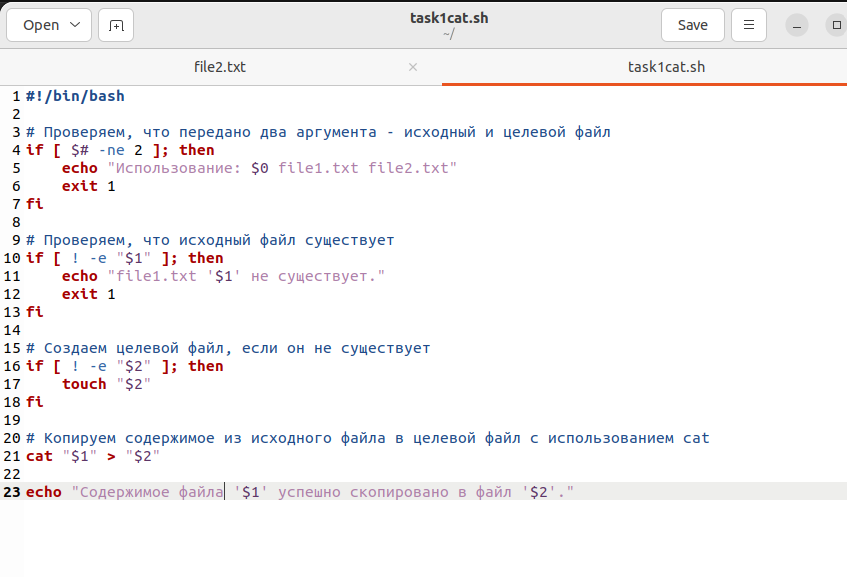 Open
task1cat.sh
~/
Save
file2.txt
task1cat.sh
1 #!/bin/bash
2
3 # Проверяем, что передано два аргумента - исходный и целевой файл
4 if [ $# -ne 2 ]; then
5     echo "Использование: $0 file1.txt file2.txt"
6     exit 1
7 fi
8
9 # Проверяем, что исходный файл существует
10 if [ ! -e "$1" ]; then
11     echo "file1.txt '$1' не существует."
12     exit 1
13 fi
14
15 # Создаем целевой файл, если он не существует
16 if [ ! -e "$2" ]; then
17     touch "$2"
18 fi
19
20 # Копируем содержимое из исходного файла в целевой файл с использованием cat
21 cat "$1" > "$2"
22
23 echo "Содержимое файла '$1' успешно скопировано в файл '$2'."